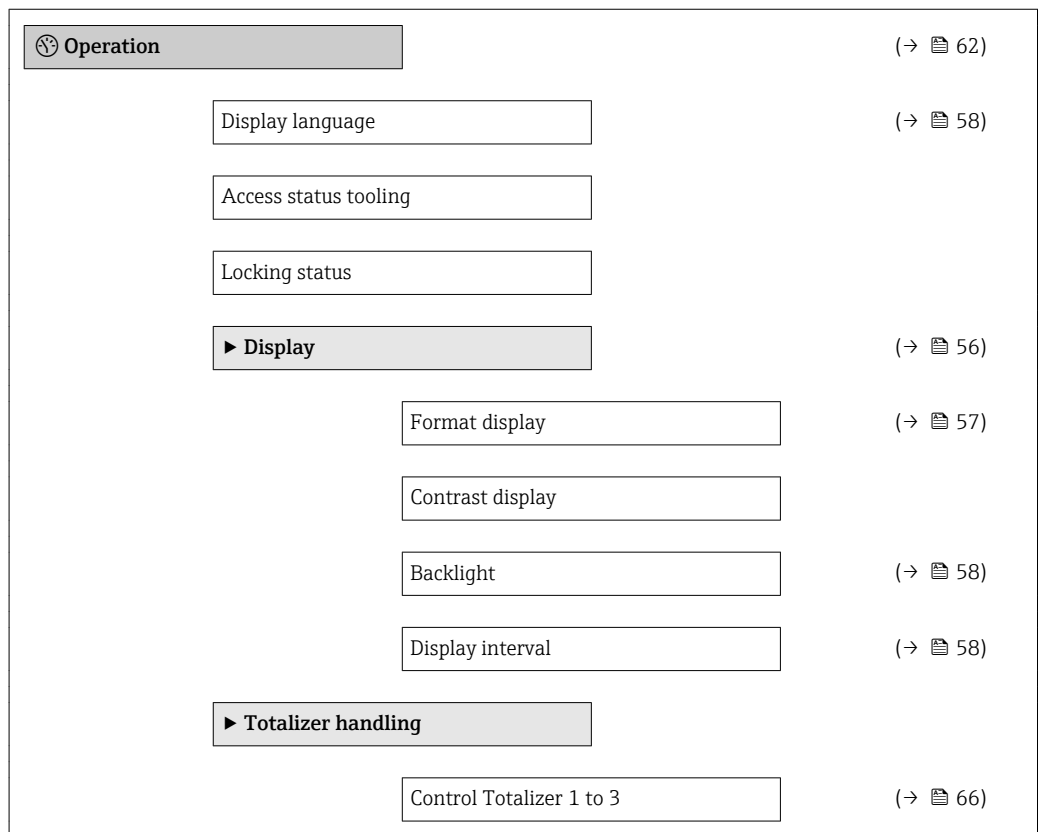 Operation (→ 62)
Display language (→ 58)
Access status tooling
Locking status
▶ Display (→ 56)
Format display (→ 57)
Contrast display
Backlight (→ 58)
Display interval (→ 58)
▶ Totalizer handling
Control Totalizer 1 to 3 (→ 66)